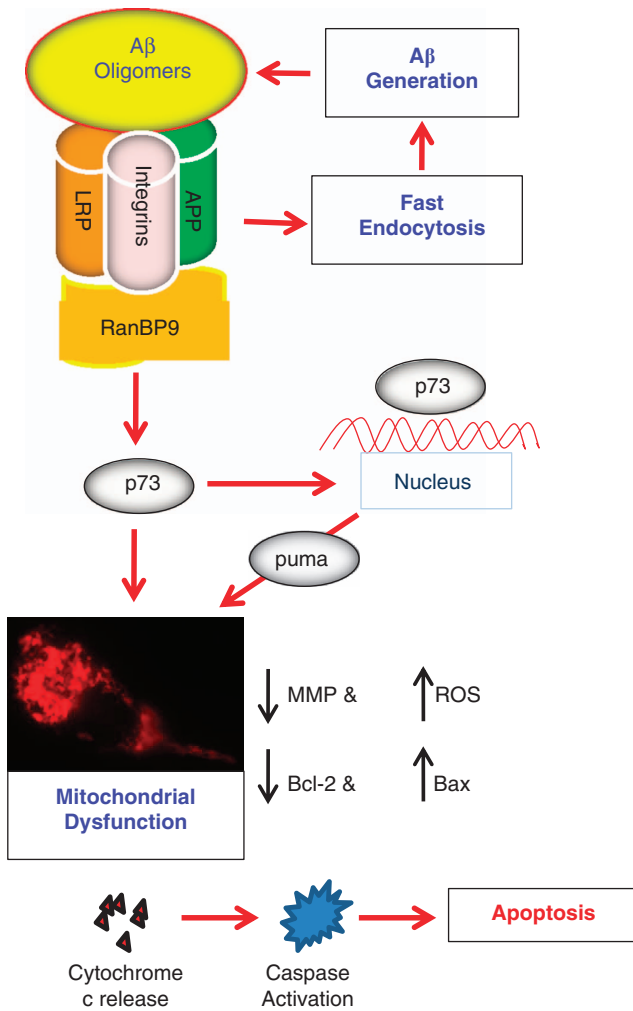 Aβ
Oligomers
Aβ
Generation
LRP
Integrins
APP
Fast
Endocytosis
RanBP9
p73
p73
Nucleus
puma
MMP &
ROS
Bcl-2 &
Bax
Mitochondrial
Dysfunction
Cytochrome
c release
Caspase
Activation
Apoptosis